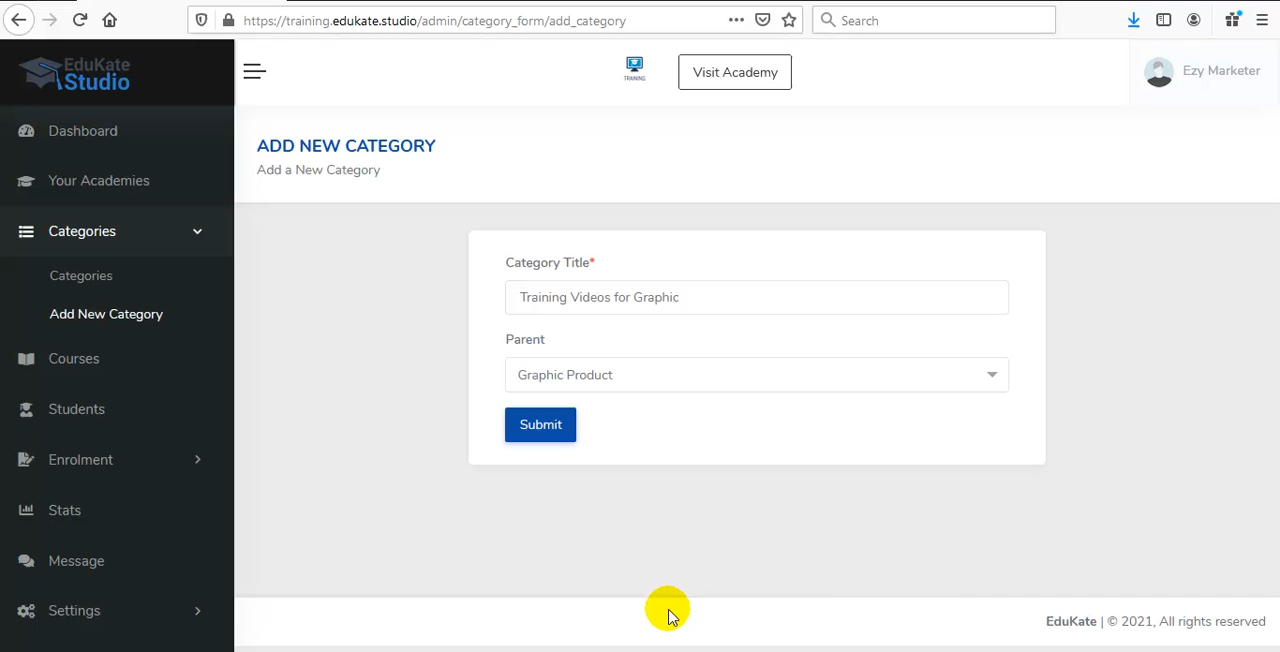 https://training.edukate.studio/admin/category_form/add_category
Search
EduKate
Studio
TRAINING
Visit Academy
Ezy Marketer
Dashboard
Your Academies
Categories
Categories
Add New Category
Courses
Students
Enrolment
Stats
Message
Settings
ADD NEW CATEGORY
Add a New Category
Category Title*
Training Videos for Graphic
Parent
Graphic Product
Submit
EduKate | © 2021, All rights reserved